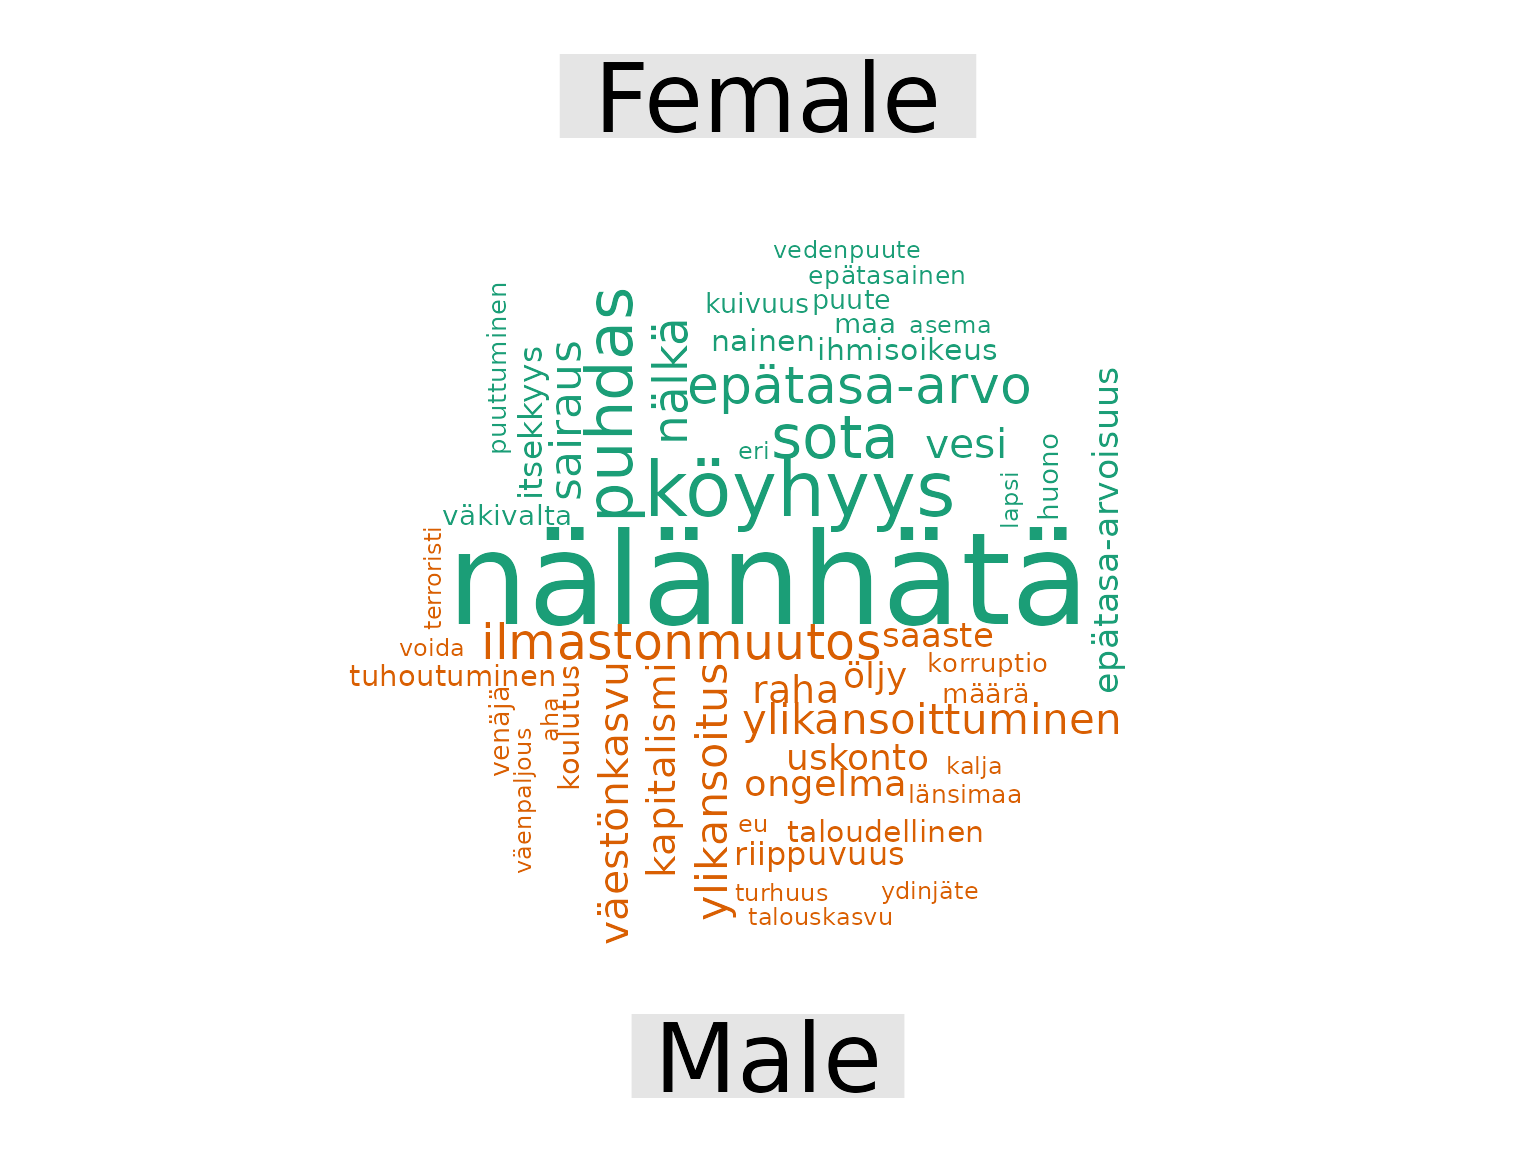 Female
vedenpuute
epätasainen
puuttuminen
puhdas
kuivuus
puute
nälkä
maa
asema
nainen
ihmisoikeus
itsekkyys
sairaus
epätasa-arvo
epätasa-arvoisuus
sota
vesi
eri
huono
köyhyys
lapsi
väkivalta
nälänhätä
terroristi
ilmastonmuutos
saaste
voida
korruptio
tuhoutuminen
koulutus
väestönkasvu
kapitalismi
ylikansoitus
raha
öljy
määrä
venäjä
aha
ylikansoittuminen
väenpaljous
uskonto
kalja
ongelma
länsimaa
eu
taloudellinen
riippuvuus
turhuus
ydinjäte
talouskasvu
Male